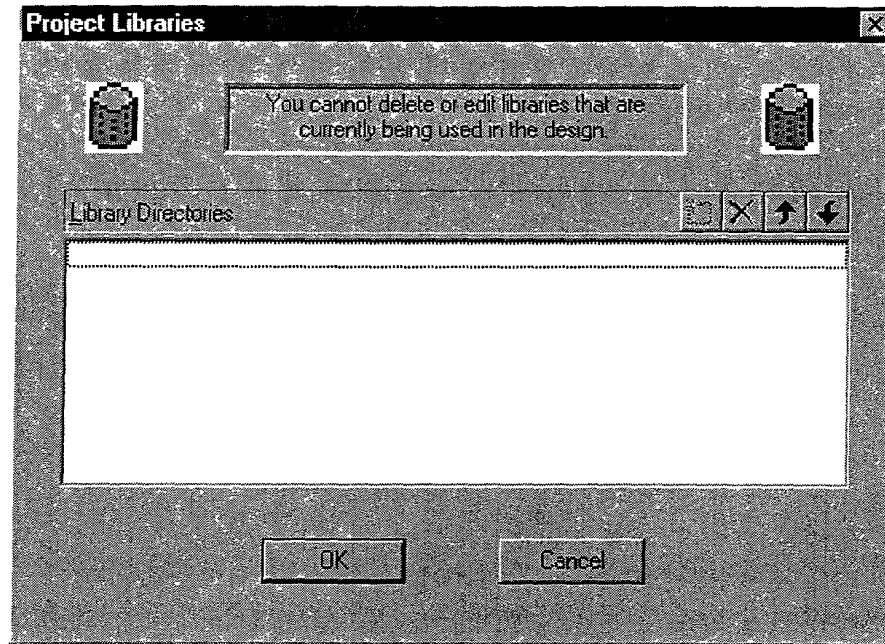 Project Libraries
You cannot delete or edit libraries that are
currently being used in the design.
Library Directories
OK
Cancel